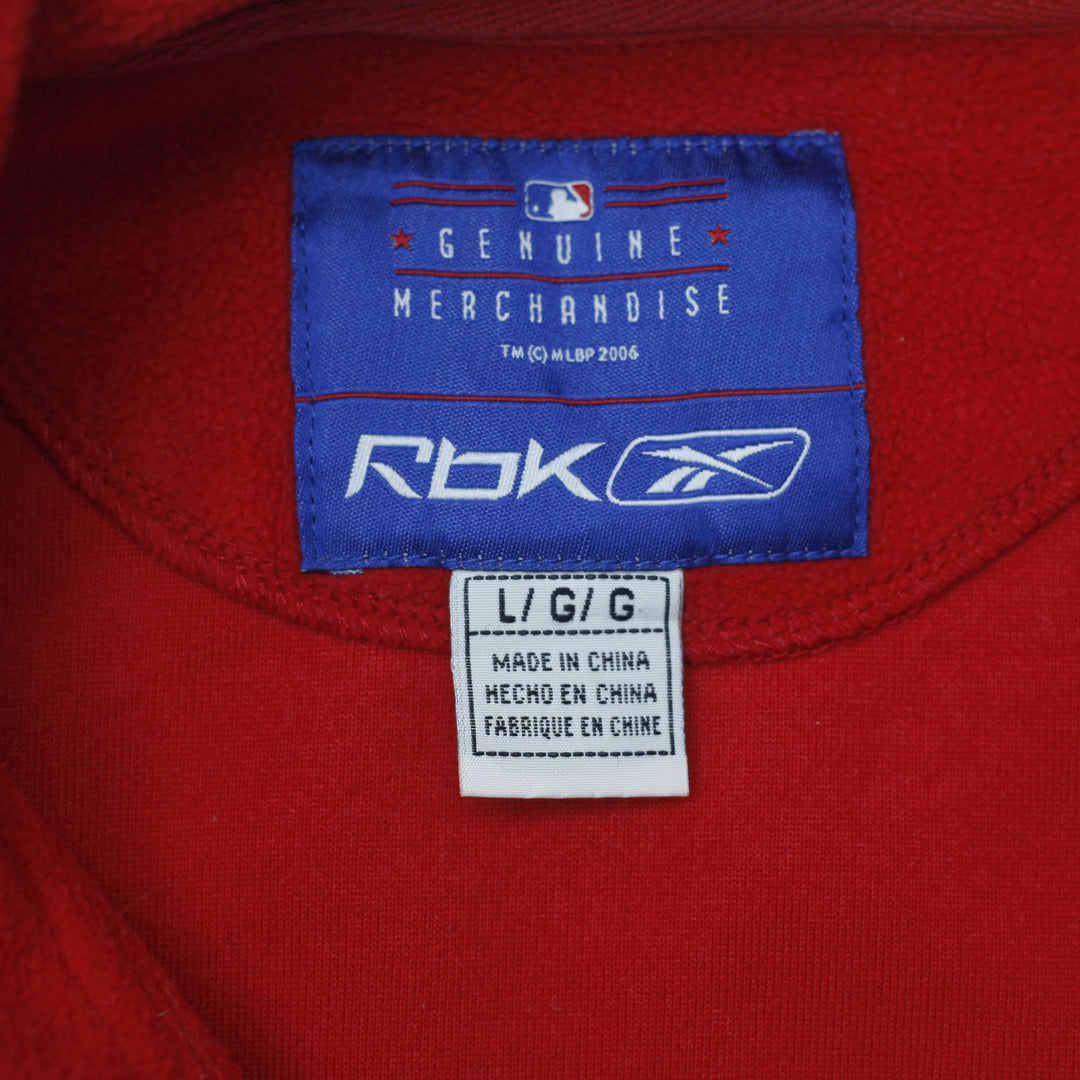 GENUINE
MERCHANDISE
TM (C) MLBP 2006
Rbk
L/ G/ G
MADE IN CHINA
HECHO EN CHINA
FABRIQUE EN CHINE